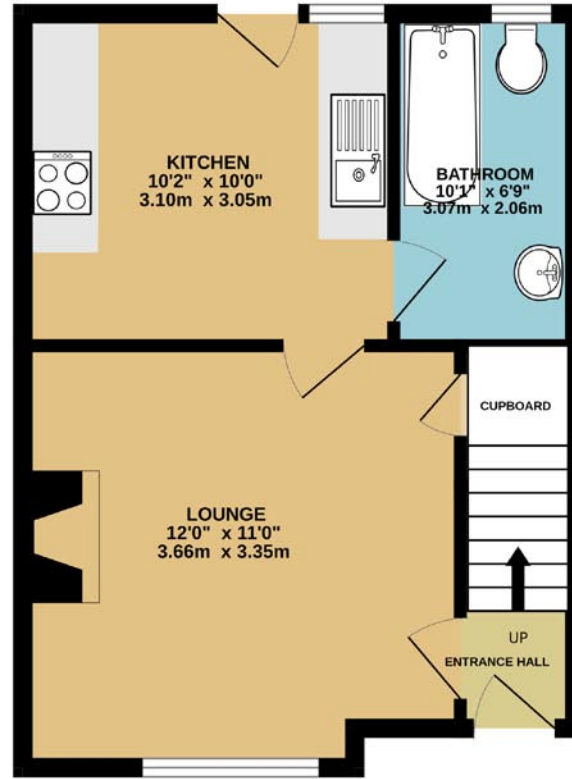 KITCHEN
10'2" x 10'0"
3.10m x 3.05m
BATHROOM
10'1" x 6'9"
3.07m x 2.06m
CUPBOARD
LOUNGE
12'0" x 11'0"
3.66m x 3.35m
UP
ENTRANCE HALL